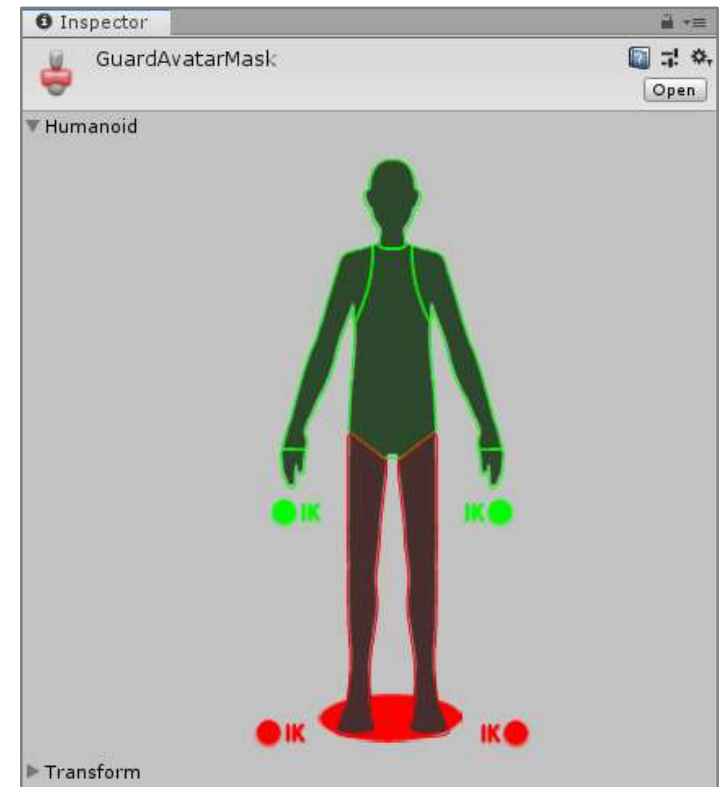 Inspector
GuardAvatarMask
Open
Humanoid
IK IK
IK IK
Transform